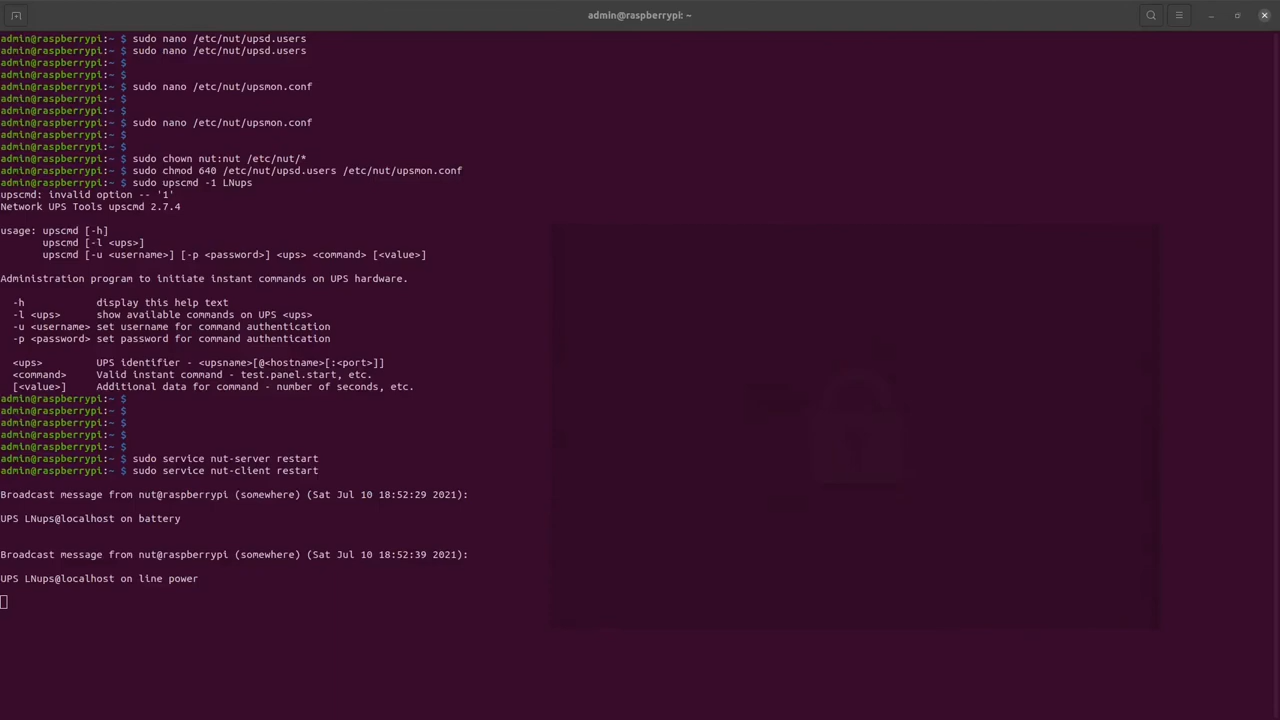 admin@raspberrypi: ~
admin@raspberrypi:~ $ sudo nano /etc/nut/upsd.users
admin@raspberrypi:~ $ sudo nano /etc/nut/upsd.users
admin@raspberrypi:~ $
admin@raspberrypi:~ $
admin@raspberrypi:~ $ sudo nano /etc/nut/upsmon.conf
admin@raspberrypi:~ $
admin@raspberrypi:~ $
admin@raspberrypi:~ $ sudo nano /etc/nut/upsmon.conf
admin@raspberrypi:~ $
admin@raspberrypi:~ $
admin@raspberrypi:~ $ sudo chown nut:nut /etc/nut/*
admin@raspberrypi:~ $ sudo chmod 640 /etc/nut/upsd.users /etc/nut/upsmon.conf
admin@raspberrypi:~ $ sudo upscmd -1 LNups
upscmd: invalid option -- '1'
Network UPS Tools upscmd 2.7.4
usage: upscmd [-h]
upscmd [-l <ups>]
upscmd [-u <username>] [-p <password>] <ups> <command> [<value>]
Administration program to initiate instant commands on UPS hardware.
-h display this help text
-l <ups> show available commands on UPS <ups>
-u <username> set username for command authentication
-p <password> set password for command authentication
<ups> UPS identifier - <upsname>[@<hostname>[:<port>]]
<command> Valid instant command - test.panel.start, etc.
[<value>] Additional data for command - number of seconds, etc.
admin@raspberrypi:~ $
admin@raspberrypi:~ $
admin@raspberrypi:~ $
admin@raspberrypi:~ $
admin@raspberrypi:~ $
admin@raspberrypi:~ $ sudo service nut-server restart
admin@raspberrypi:~ $ sudo service nut-client restart
Broadcast message from nut@raspberrypi (somewhere) (Sat Jul 10 18:52:29 2021):
UPS LNups@localhost on battery
Broadcast message from nut@raspberrypi (somewhere) (Sat Jul 10 18:52:39 2021):
UPS LNups@localhost on line power